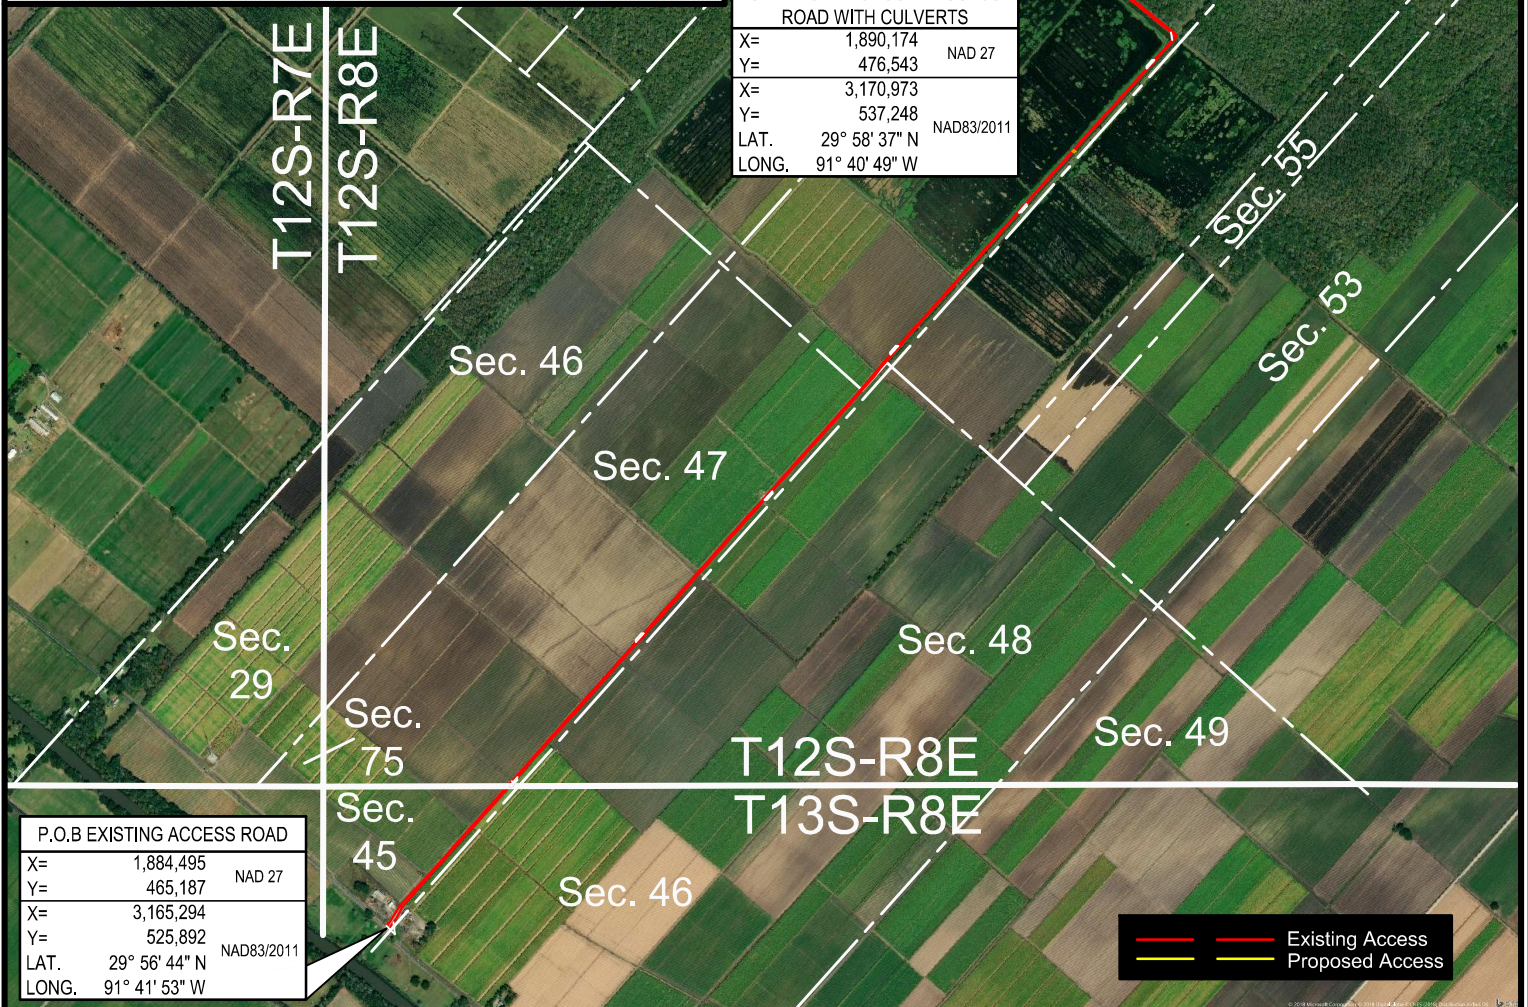 ROAD WITH CULVERTS
X= 1,890,174 NAD 27
Y= 476,543
X= 3,170,973
Y= 537,248 NAD83/2011
LAT. 29° 58' 37" N
LONG. 91° 40' 49" W
T12S-R7E
T12S-R8E
Sec. 55
Sec. 53
Sec. 46
Sec. 47
Sec. 48
Sec.
29
Sec.
75
Sec. 49
T12S-R8E
T13S-R8E
Sec.
45
Sec. 46
P.O.B EXISTING ACCESS ROAD
X= 1,884,495 NAD 27
Y= 465,187
X= 3,165,294
Y= 525,892 NAD83/2011
LAT. 29° 56' 44" N
LONG. 91° 41' 53" W
Existing Access
Proposed Access